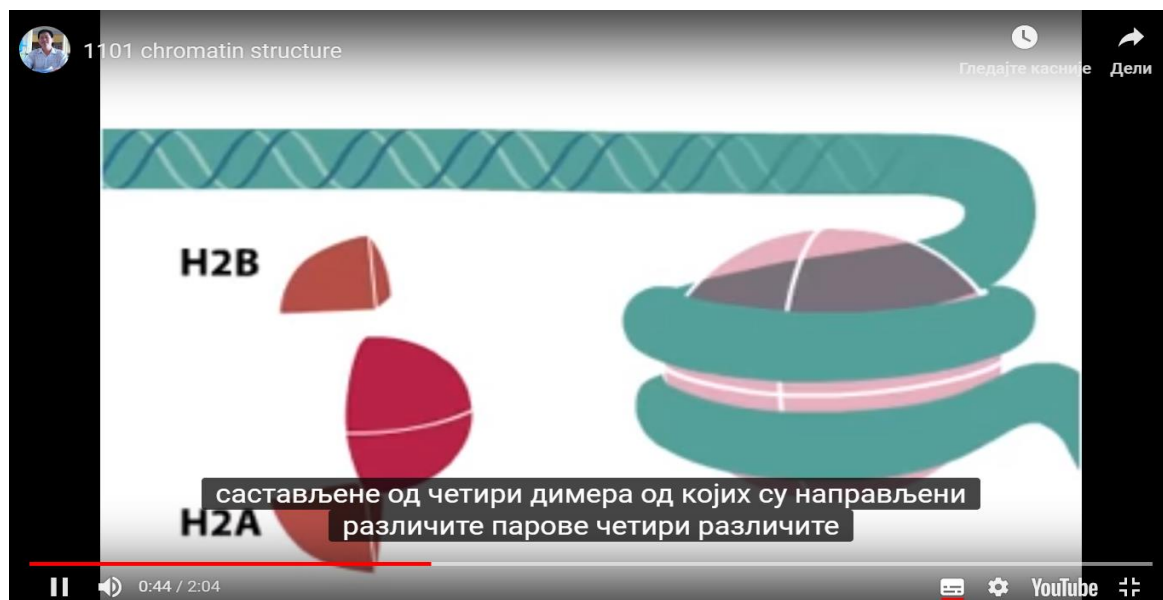 1101 chromatin structure
Гледајте касније
Дели
H2B
састављене од четири димера од којих су направљени
различите парове четири различите
H2A
0:44 / 2:04
YouTube